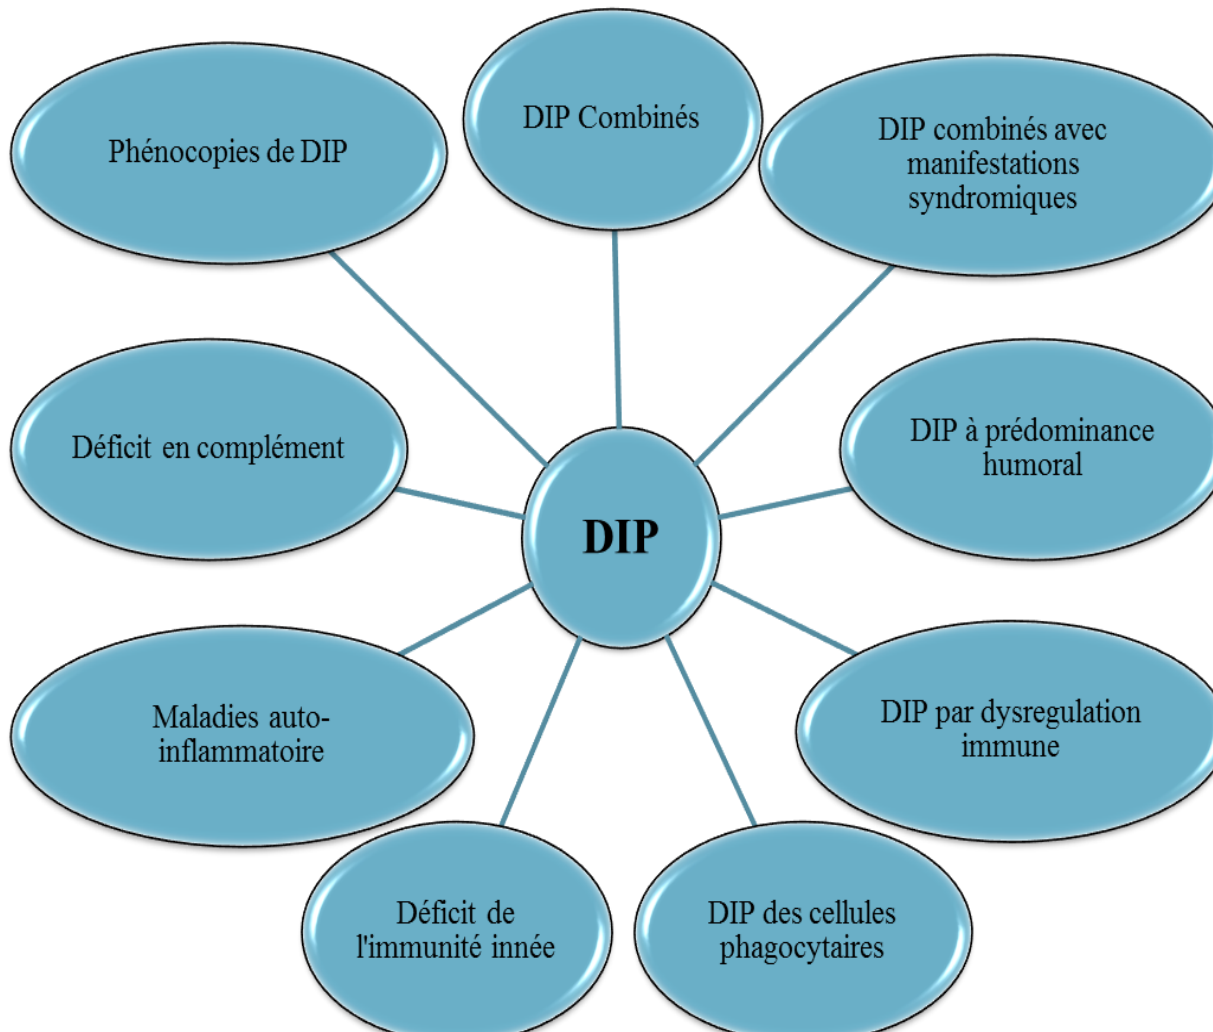 DIP Combinés
Phénocopies de DIP
DIP combinés avec
manifestations
syndromiques
Déficit en complément
DIP à prédominance
humoral
DIP
Maladies auto-
inflammatoire
DIP par dysregulation
immune
Déficit de
l'immunité innée
DIP des cellules
phagocytaires